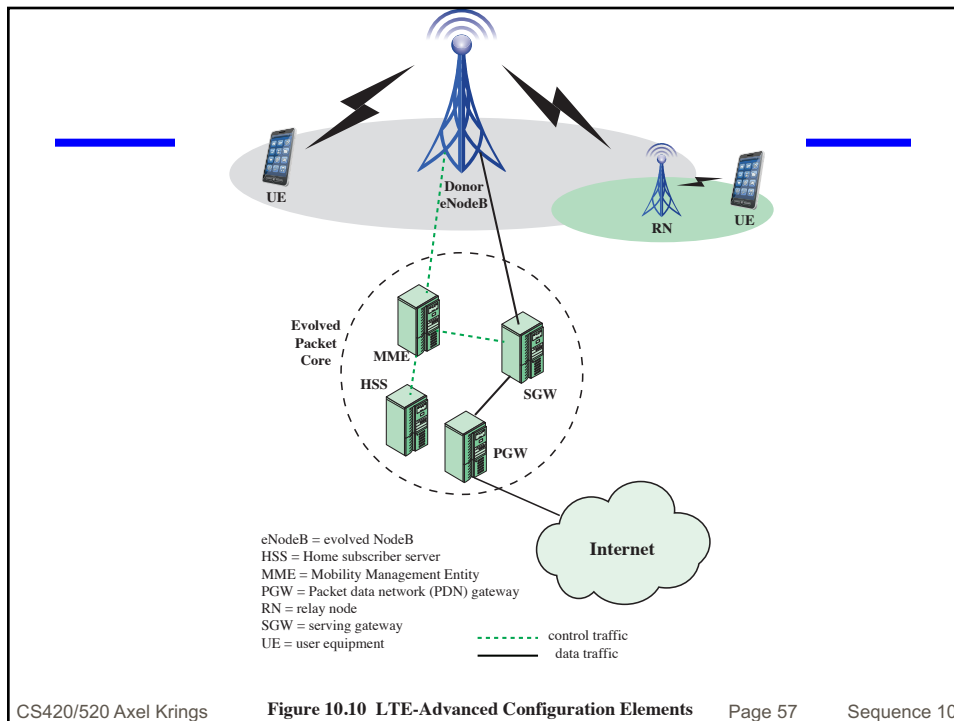 UE
Donor
eNodeB
RN
UE
Evolved
Packet
Core
MME
HSS
SGW
PGW
Internet
eNodeB = evolved NodeB
HSS = Home subscriber server
MME = Mobility Management Entity
PGW = Packet data network (PDN) gateway
RN = relay node
SGW = serving gateway
UE = user equipment
control traffic
data traffic
CS420/520 Axel Krings
Figure 10.10 LTE-Advanced Configuration Elements
Page 57
Sequence 10